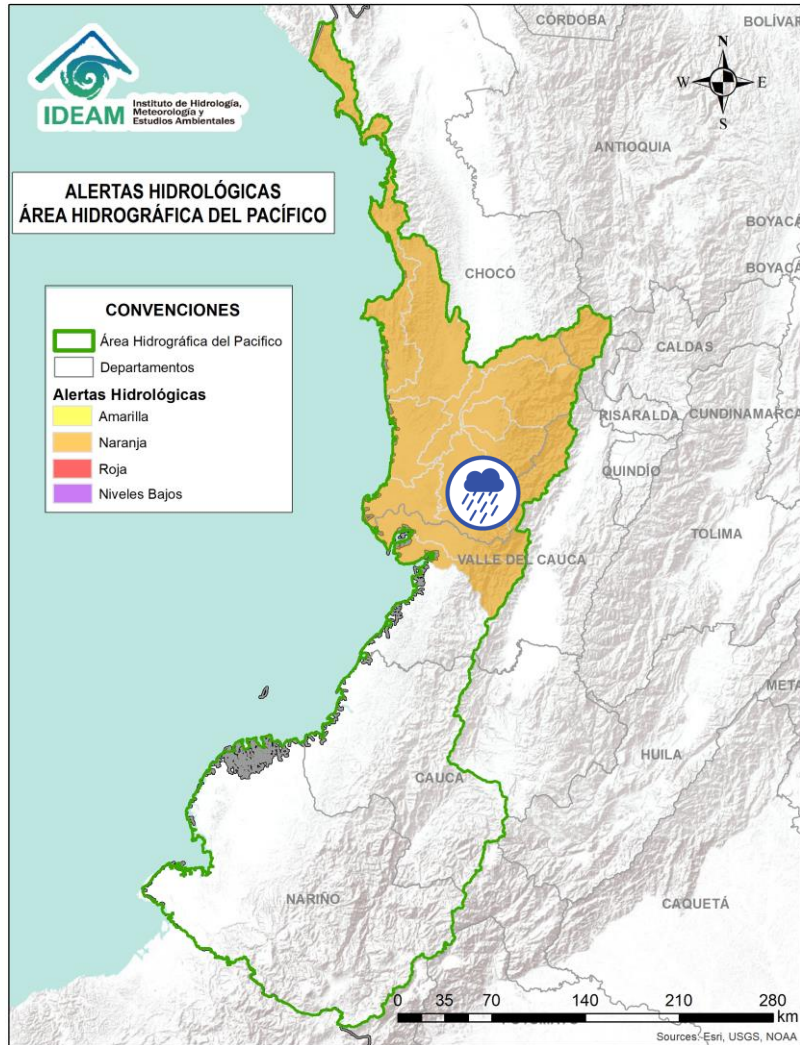 IDEAM
Instituto de Hidrología,
Meteorología y
Estudios Ambientales
ALERTAS HIDROLÓGICAS
ÁREA HIDROGRÁFICA DEL PACÍFICO
CONVENCIONES
Área Hidrográfica del Pacifico
Departamentos
Alertas Hidrológicas
Amarilla
Naranja
Roja
Niveles Bajos
CÓRDOBA
BOLÍVAR
N
W
E
S
ANTIOQUIA
BOYACÁ
BOYACÁ
CHOCÓ
CALDAS
RISARALDA
CUNDINAMARCA
QUINDÍO
TOLIMA
VALLE DEL CAUCA
META
HUILA
CAUCA
NARIÑO
CAQUETÁ
0 35 70 140 210 280
km
Sources: Esri, USGS, NOAA